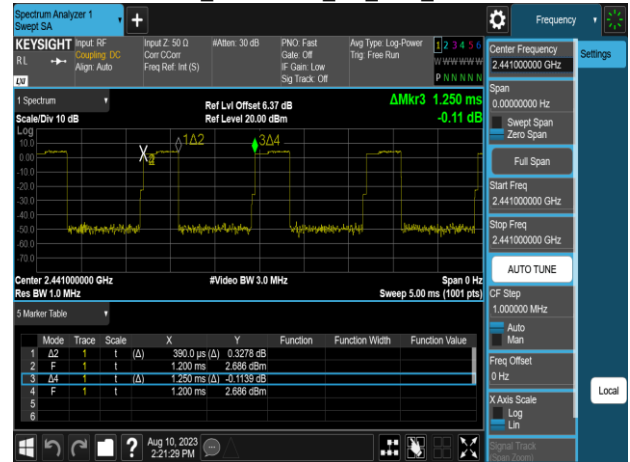 Spectrum Analyzer 1
Swept SA
+
Frequency
KEYSIGHT
RL
LXI
Input: RF
Coupling: DC
Align: Auto
Input Z: 50 Ω
Corr CCorr
Freq Ref: Int (S)
#Atten: 30 dB
PNO: Fast
Gate: Off
IF Gain: Low
Sig Track: Off
Avg Type: Log-Power
Trig: Free Run
1 2 3 4 5 6
W W W W W W
P N N N N N
Center Frequency
2.441000000 GHz
Settings
1 Spectrum
Scale/Div 10 dB
Ref Lvl Offset 6.37 dB
Ref Level 20.00 dBm
ΔMkr3 1.250 ms
-0.11 dB
Span
0.00000000 Hz
Swept Span
Zero Span
Log
10.0
0.00
-10.0
-20.0
-30.0
-40.0
-50.0
-60.0
-70.0
X
1Δ2
3Δ4
Full Span
Start Freq
2.441000000 GHz
Stop Freq
2.441000000 GHz
AUTO TUNE
Center 2.441000000 GHz
Res BW 1.0 MHz
#Video BW 3.0 MHz
Span 0 Hz
Sweep 5.00 ms (1001 pts)
CF Step
1.000000 MHz
Auto
Man
5 Marker Table
Mode Trace Scale X Y Function Function Width Function Value
1 Δ2 1 t (Δ) 390.0 µs (Δ) 0.3278 dB
2 F 1 t 1.200 ms 2.686 dBm
3 Δ4 1 t (Δ) 1.250 ms (Δ) -0.1139 dB
4 F 1 t 1.200 ms 2.686 dBm
5
6
Freq Offset
0 Hz
X Axis Scale
Log
Lin
Local
Signal Track
(Span Zoom)
?
Aug 10, 2023
2:21:29 PM